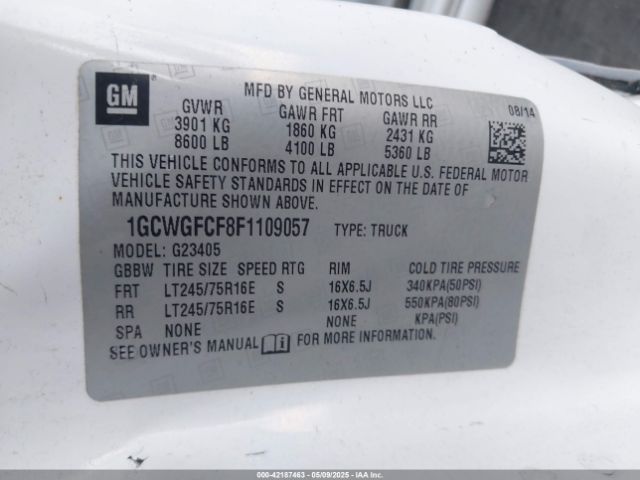 GM ®
MFD BY GENERAL MOTORS LLC
08/14
GVWR GAWR FRT GAWR RR
3901 KG 1860 KG 2431 KG
8600 LB 4100 LB 5360 LB
THIS VEHICLE CONFORMS TO ALL APPLICABLE U.S. FEDERAL MOTOR
VEHICLE SAFETY STANDARDS IN EFFECT ON THE DATE OF
MANUFACTURE SHOWN ABOVE.
1GCWGFCF8F1109057 TYPE: TRUCK
MODEL: G23405
GBBW TIRE SIZE SPEED RTG RIM COLD TIRE PRESSURE
FRT LT245/75R16E S 16X6.5J 340KPA(50PSI)
RR LT245/75R16E S 16X6.5J 550KPA(80PSI)
SPA NONE NONE KPA(PSI)
SEE OWNER'S MANUAL FOR MORE INFORMATION.
000-42187463 - 05/09/2025 - IAAI.COM